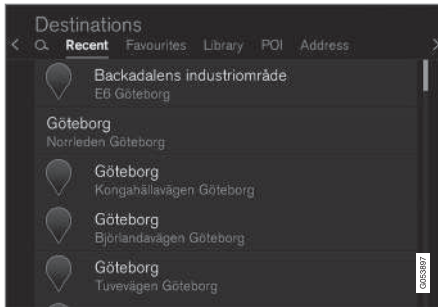 Destinations
Recent Favourites Library POI Address
Backadalens industriområde
E6 Göteborg
Göteborg
Norrleden Göteborg
Göteborg
Kongahällavägen Göteborg
Göteborg
Björlandavägen Göteborg
Göteborg
Tuvevägen Göteborg
G053897